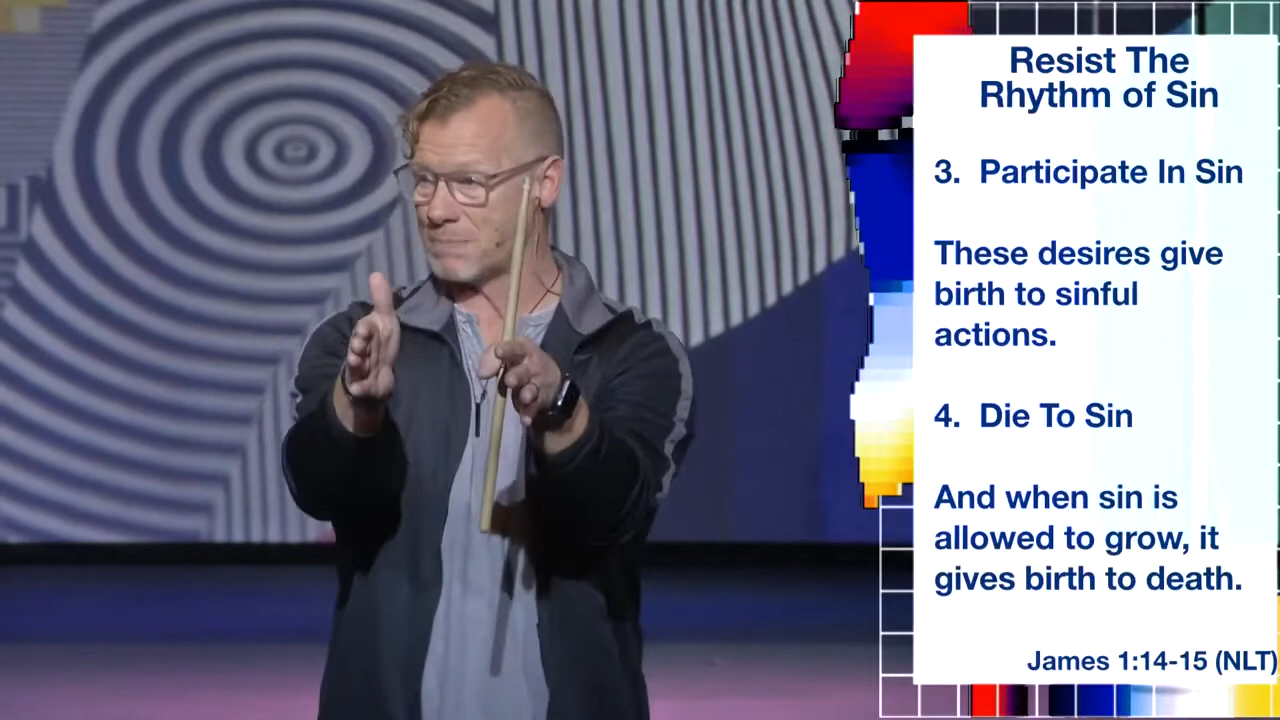 Resist The
Rhythm of Sin
3. Participate In Sin
These desires give
birth to sinful
actions.
4. Die To Sin
And when sin is
allowed to grow, it
gives birth to death.
James 1:14-15 (NLT)